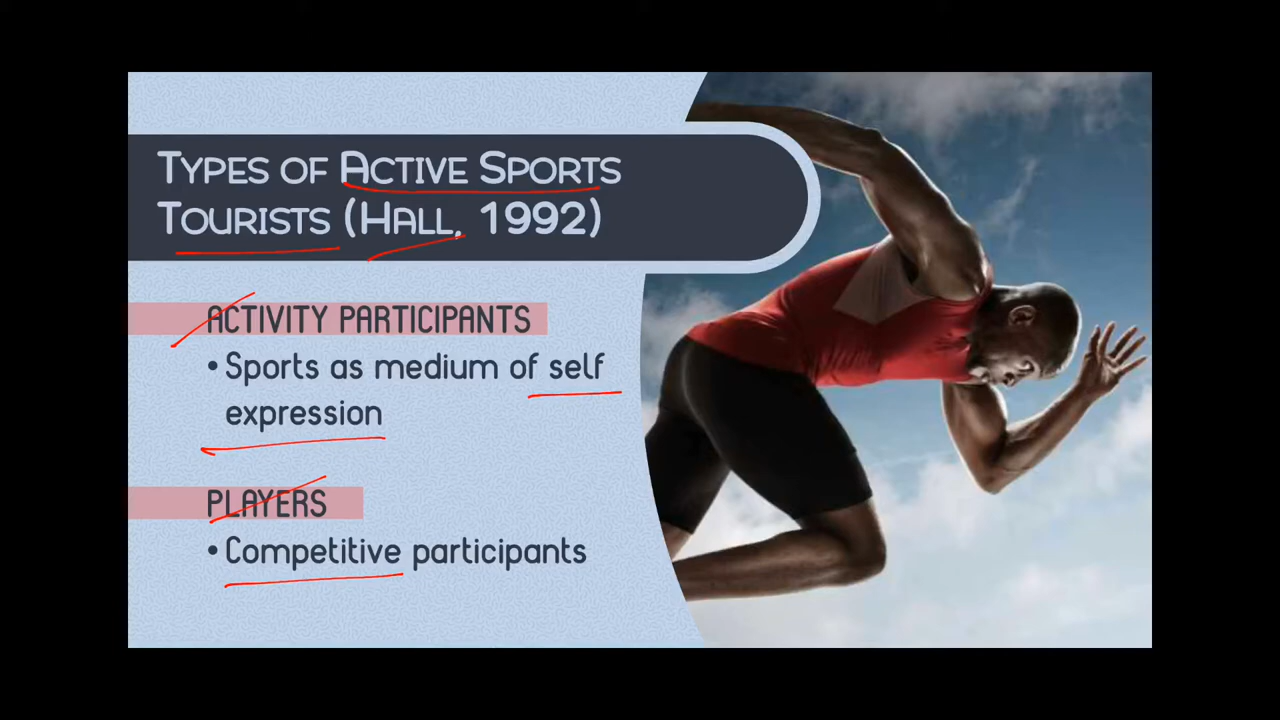 TYPES OF ACTIVE SPORTS
TOURISTS (HALL, 1992)
ACTIVITY PARTICIPANTS
• Sports as medium of self
expression
PLAYERS
• Competitive participants